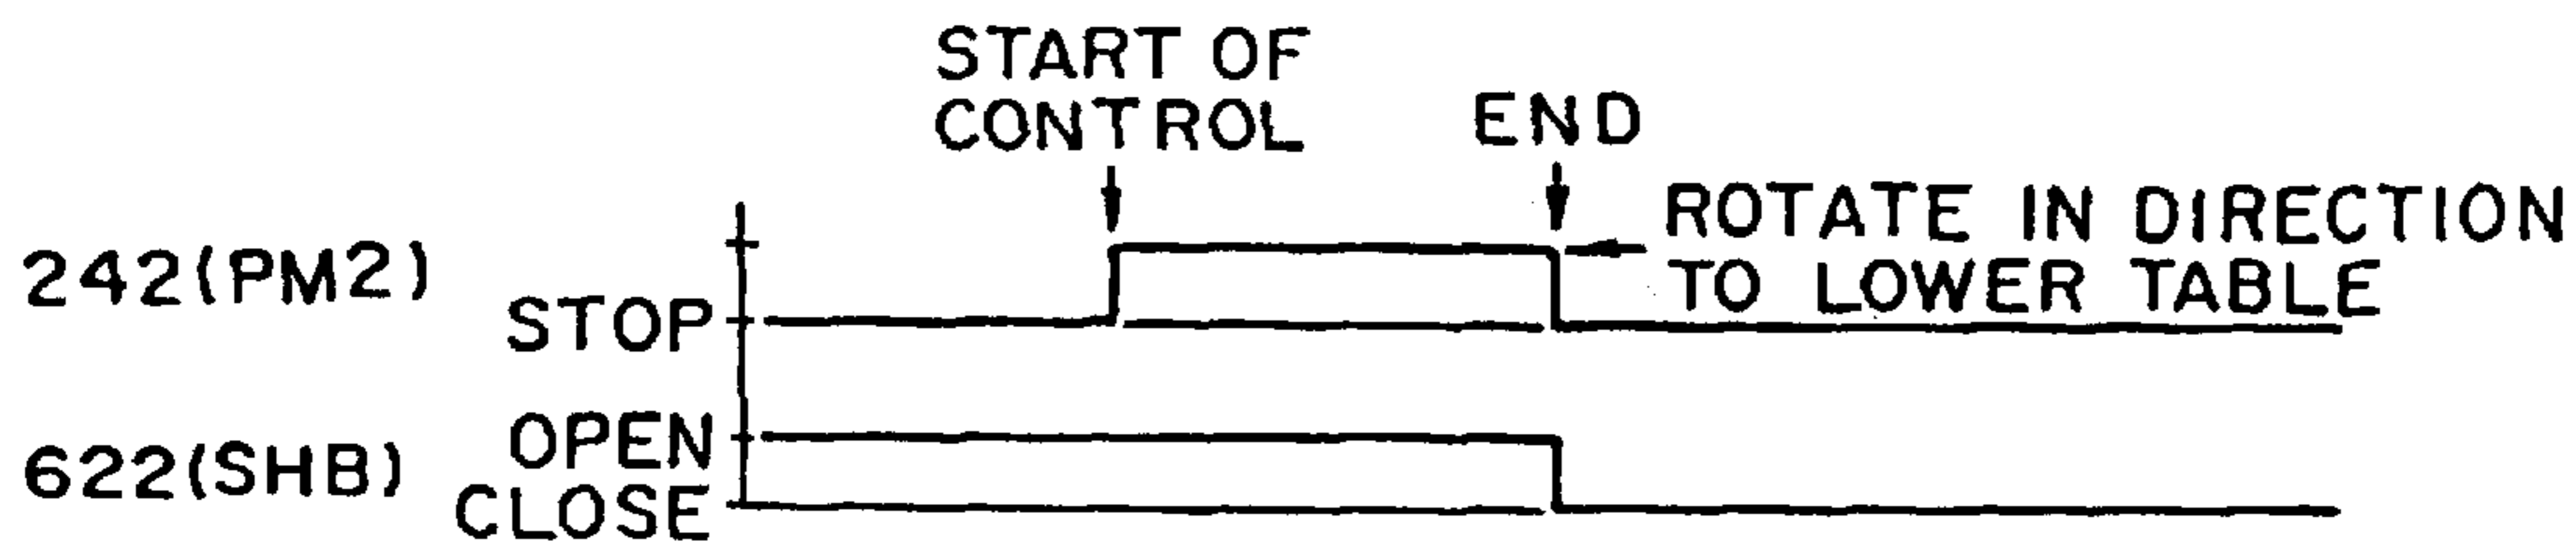 START OF
CONTROL
END
ROTATE IN DIRECTION
TO LOWER TABLE
242(PM2)
STOP
622(SHB)
OPEN
CLOSE